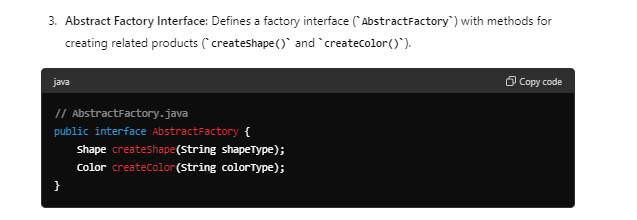 3. Abstract Factory Interface: Defines a factory interface (`AbstractFactory`) with methods for
creating related products (`createShape()` and `createColor()`).
java
Copy code
// AbstractFactory.java
public interface AbstractFactory {
    Shape createShape(String shapeType);
    Color createColor(String colorType);
}